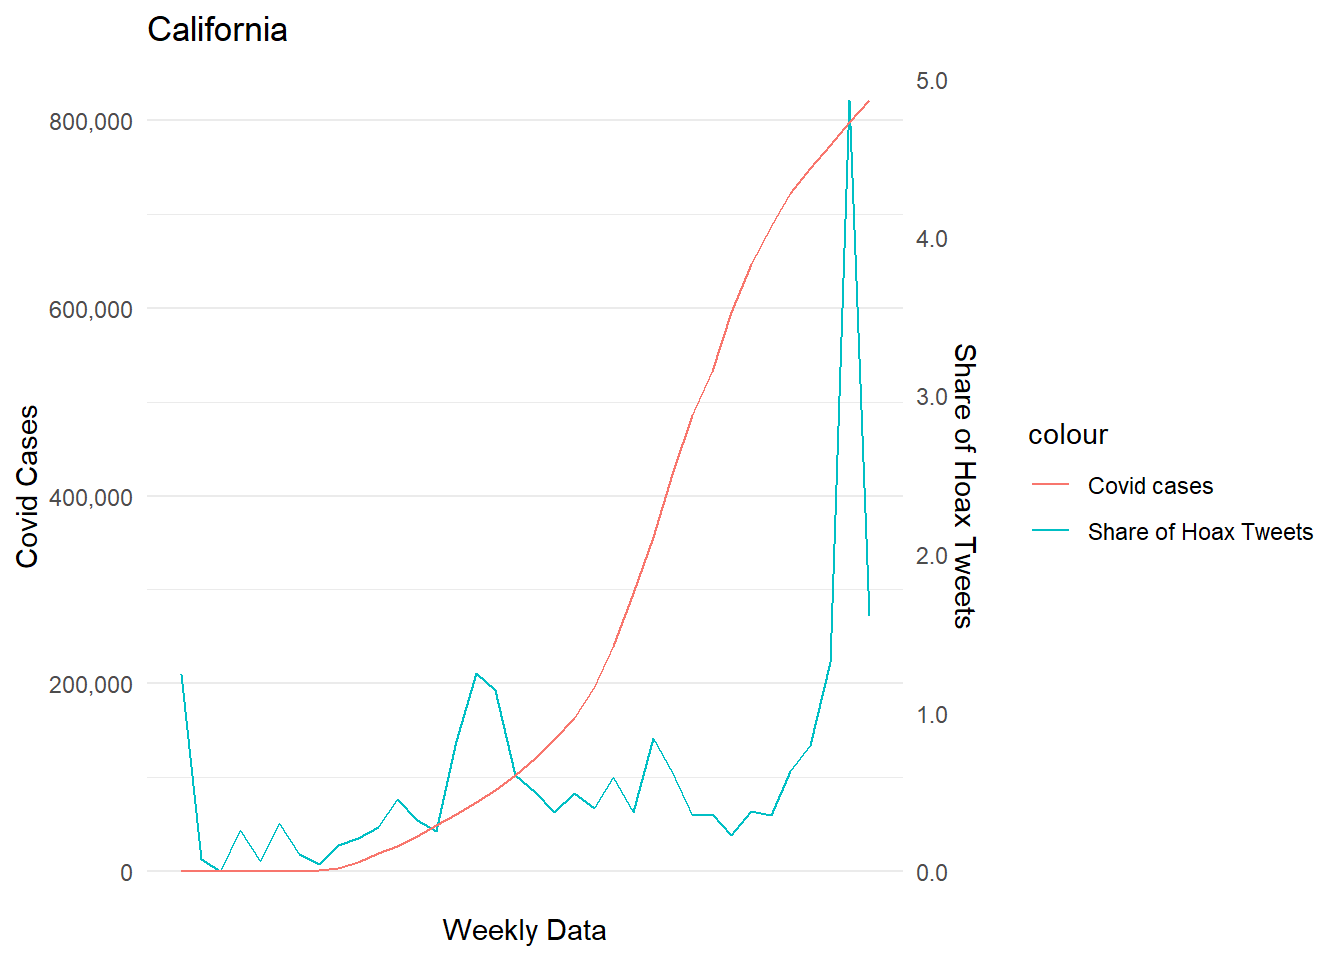 California
800,000
600,000
400,000
200,000
0
Covid Cases
5.0
4.0
3.0
2.0
1.0
0.0
Share of Hoax Tweets
Weekly Data
colour
Covid cases
Share of Hoax Tweets